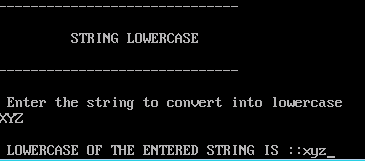 ------------------------------
STRING LOWERCASE
------------------------------
Enter the string to convert into lowercase
XYZ
LOWERCASE OF THE ENTERED STRING IS ::xyz_